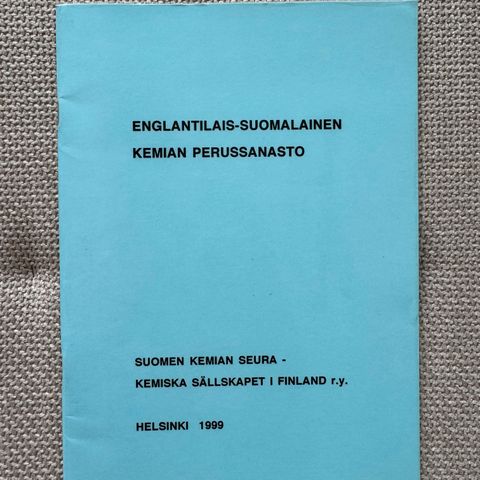 ENGLANTILAIS-SUOMALAINEN
KEMIAN PERUSSANASTO
SUOMEN KEMIAN SEURA -
KEMISKA SÄLLSKAPET I FINLAND r.y.
HELSINKI 1999